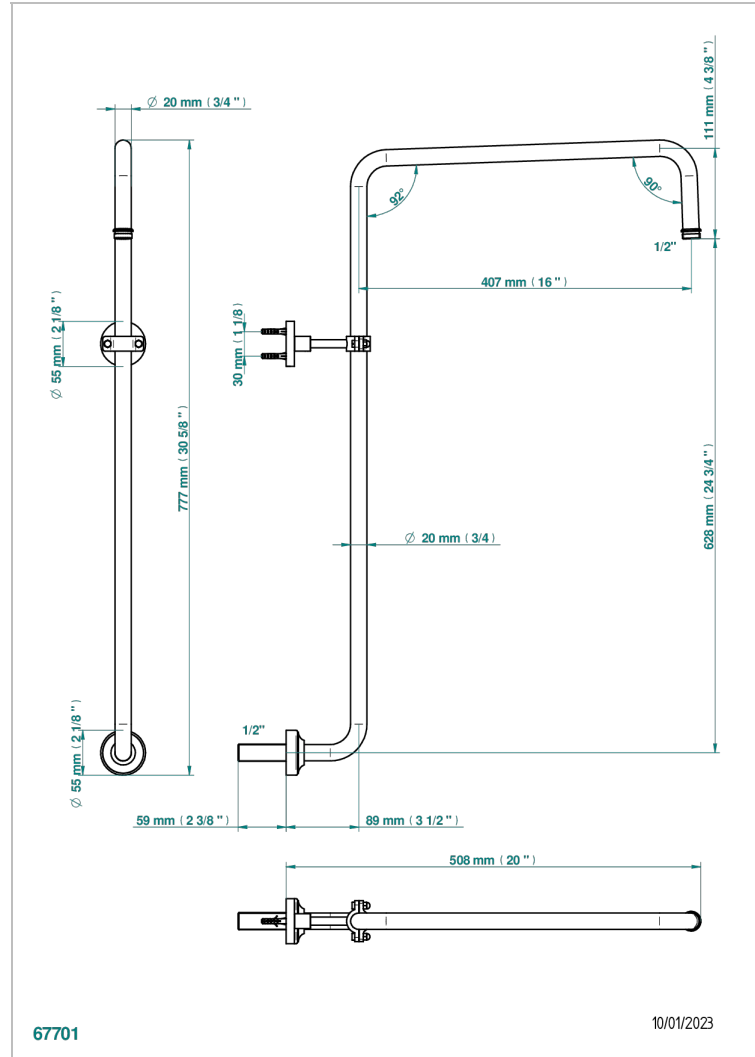 ∅ 20 mm ( 3/4 " )
111 mm ( 4 3/8 " )
92°
90°
1/2"
407 mm ( 16 " )
∅ 55 mm ( 2 1/8 " )
30 mm ( 1 1/8)
777 mm ( 30 5/8 " )
628 mm ( 24 3/4 " )
∅ 20 mm ( 3/4 )
∅ 55 mm ( 2 1/8 " )
1/2"
59 mm ( 2 3/8 " )
89 mm ( 3 1/2" )
508 mm ( 20 " )
67701
10/01/2023